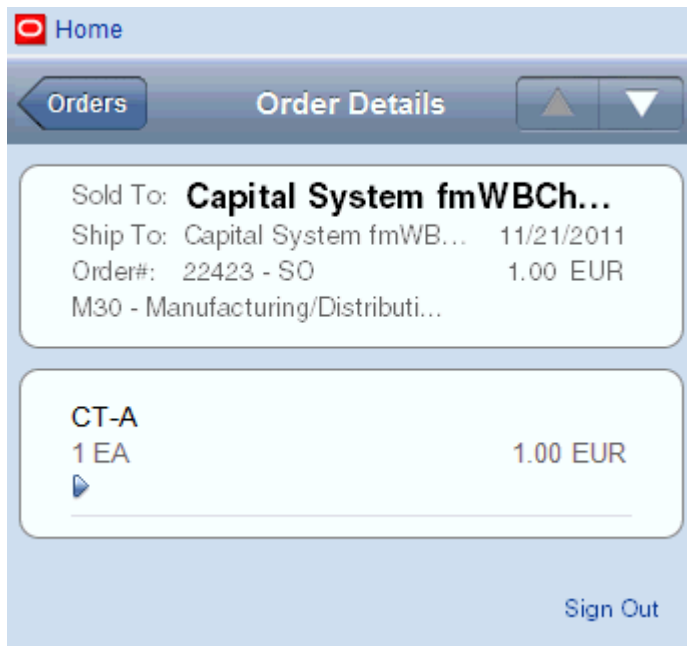 Home
Orders Order Details
Sold To: Capital System fmWBCh...
Ship To: Capital System fmWB... 11/21/2011
Order#: 22423 - SO 1.00 EUR
M30 - Manufacturing/Distributi...
CT-A
1 EA 1.00 EUR
Sign Out